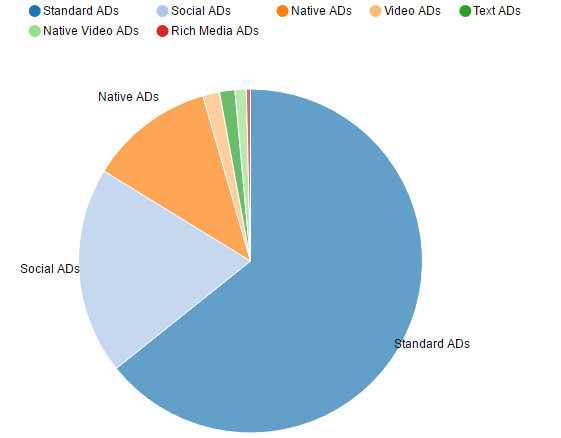 Standard ADs Social ADs Native ADs Video ADs Text ADs
Native Video ADs Rich Media ADs
Native ADs
Social ADs
Standard ADs